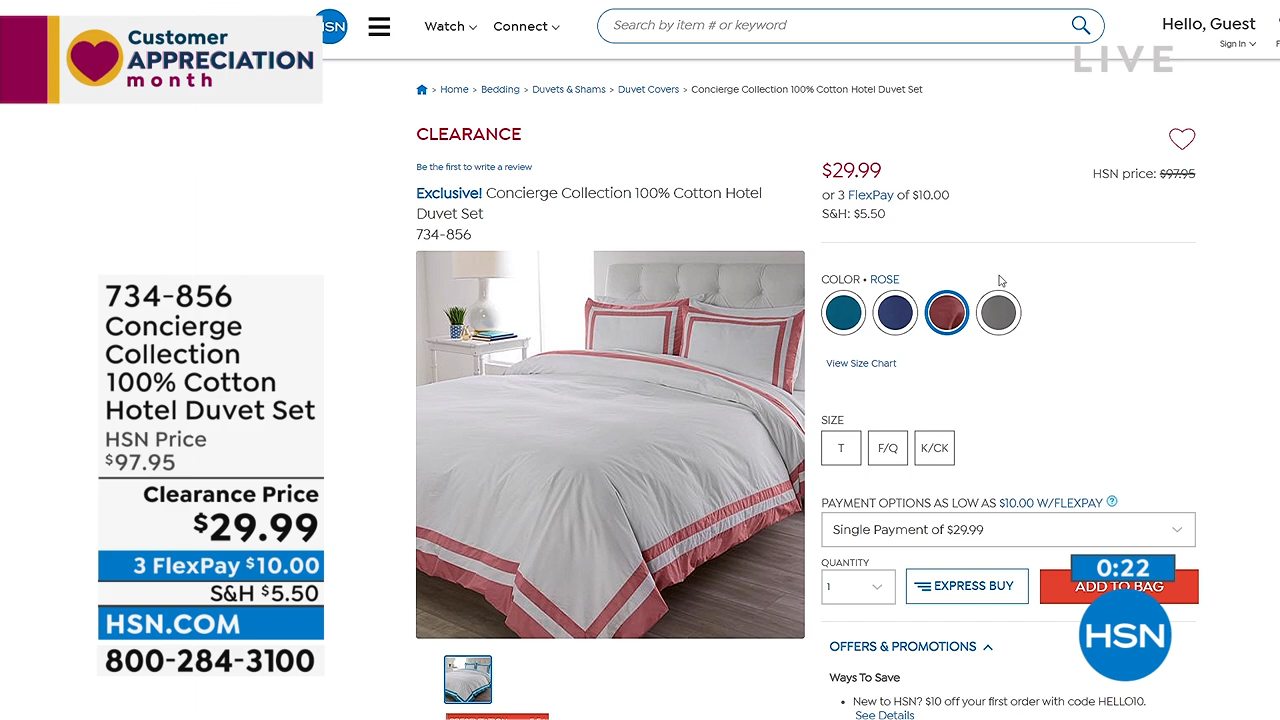 Customer
APPRECIATION
month
HSN
Watch
Connect
Search by item # or keyword
Hello, Guest
Sign In
LIVE
> Home > Bedding > Duvets & Shams > Duvet Covers > Concierge Collection 100% Cotton Hotel Duvet Set
CLEARANCE
Be the first to write a review
Exclusive! Concierge Collection 100% Cotton Hotel
Duvet Set
734-856
$29.99
HSN price: $97.95
or 3 FlexPay of $10.00
S&H: $5.50
COLOR • ROSE
View Size Chart
SIZE
T
F/Q
K/CK
PAYMENT OPTIONS AS LOW AS $10.00 W/FLEXPAY
Single Payment of $29.99
QUANTITY
1
EXPRESS BUY
0:22
ADD TO BAG
HSN
OFFERS & PROMOTIONS
Ways To Save
• New to HSN? $10 off your first order with code HELLO10.
See Details
734-856
Concierge
Collection
100% Cotton
Hotel Duvet Set
HSN Price
$97.95
Clearance Price
$29.99
3 FlexPay $10.00
S&H $5.50
HSN.COM
800-284-3100